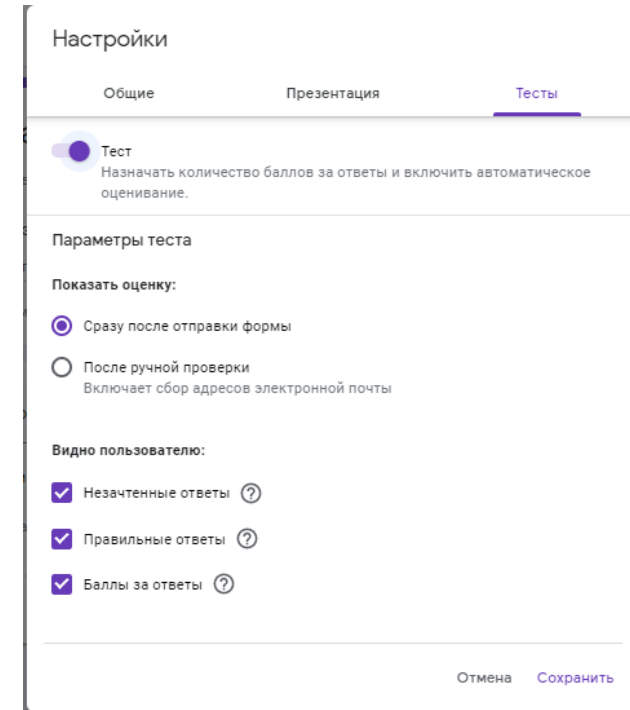 Настройки
Общие Презентация Тесты
Тест
Назначать количество баллов за ответы и включить автоматическое
оценивание.
Параметры теста
Показать оценку:
Сразу после отправки формы
После ручной проверки
Включает сбор адресов электронной почты
Видно пользователю:
Незачтенные ответы ?
Правильные ответы ?
Баллы за ответы ?
Отмена Сохранить